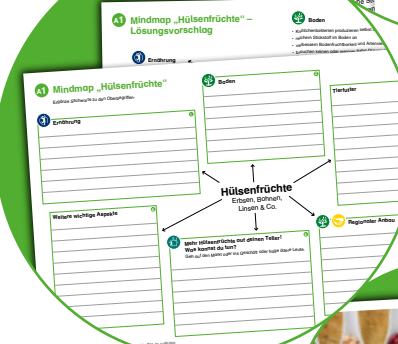 A1 Mindmap „Hülsenfrüchte" –
Lösungsvorschlag
Ernährung
Boden
A1 Mindmap „Hülsenfrüchte"
Ergänze Stichworte zu den Oberbegriffen.
Ernährung
Boden
Tierfutter
Hülsenfrüchte
Erbsen, Bohnen,
Linsen & Co.
Weitere wichtige Aspekte
Mehr Hülsenfrüchte auf deinen Teller!
Was kannst du tun?
Regionaler Anbau